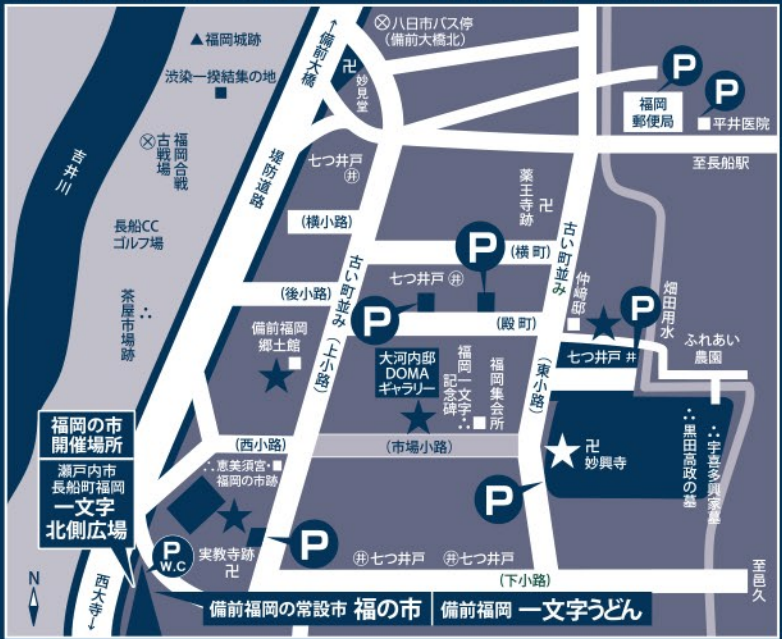 ⊗八日市バス停
(備前大橋北)
↑備前大橋
▲福岡城跡
渋染一揆結集の地
卍
妙見堂
P
福岡
郵便局
P
平井医院
至長船駅
吉井川
⊗
福岡合戦
古戦場
堤防道路
七つ井戸
井
薬王寺跡
卍
長船CC
ゴルフ場
(横小路)
古い町並み
(上小路)
P
(横町)
古い町並み
(東小路)
仲﨑邸
畑田用水
七つ井戸 井
(後小路)
P
(殿町)
P
七つ井戸 井
ふれあい
農園
茶屋市場跡
∴
備前福岡
郷土館
★
大河内邸
DOMA
ギャラリー
★
福岡一文字
記念碑
∴
福岡集会所
★
福岡の市
開催場所
瀬戸内市
長船町福岡
一文字
北側広場
(西小路)
(市場小路)
∴恵美須宮・
福岡の市跡
★
★
卍
妙興寺
∴黒田高政の墓
∴宇喜多興家墓
P
P
W.C
実教寺跡
卍
P
井七つ井戸
井七つ井戸
(下小路)
至邑久
N
西大寺→
備前福岡の常設市 福の市
備前福岡 一文字うどん